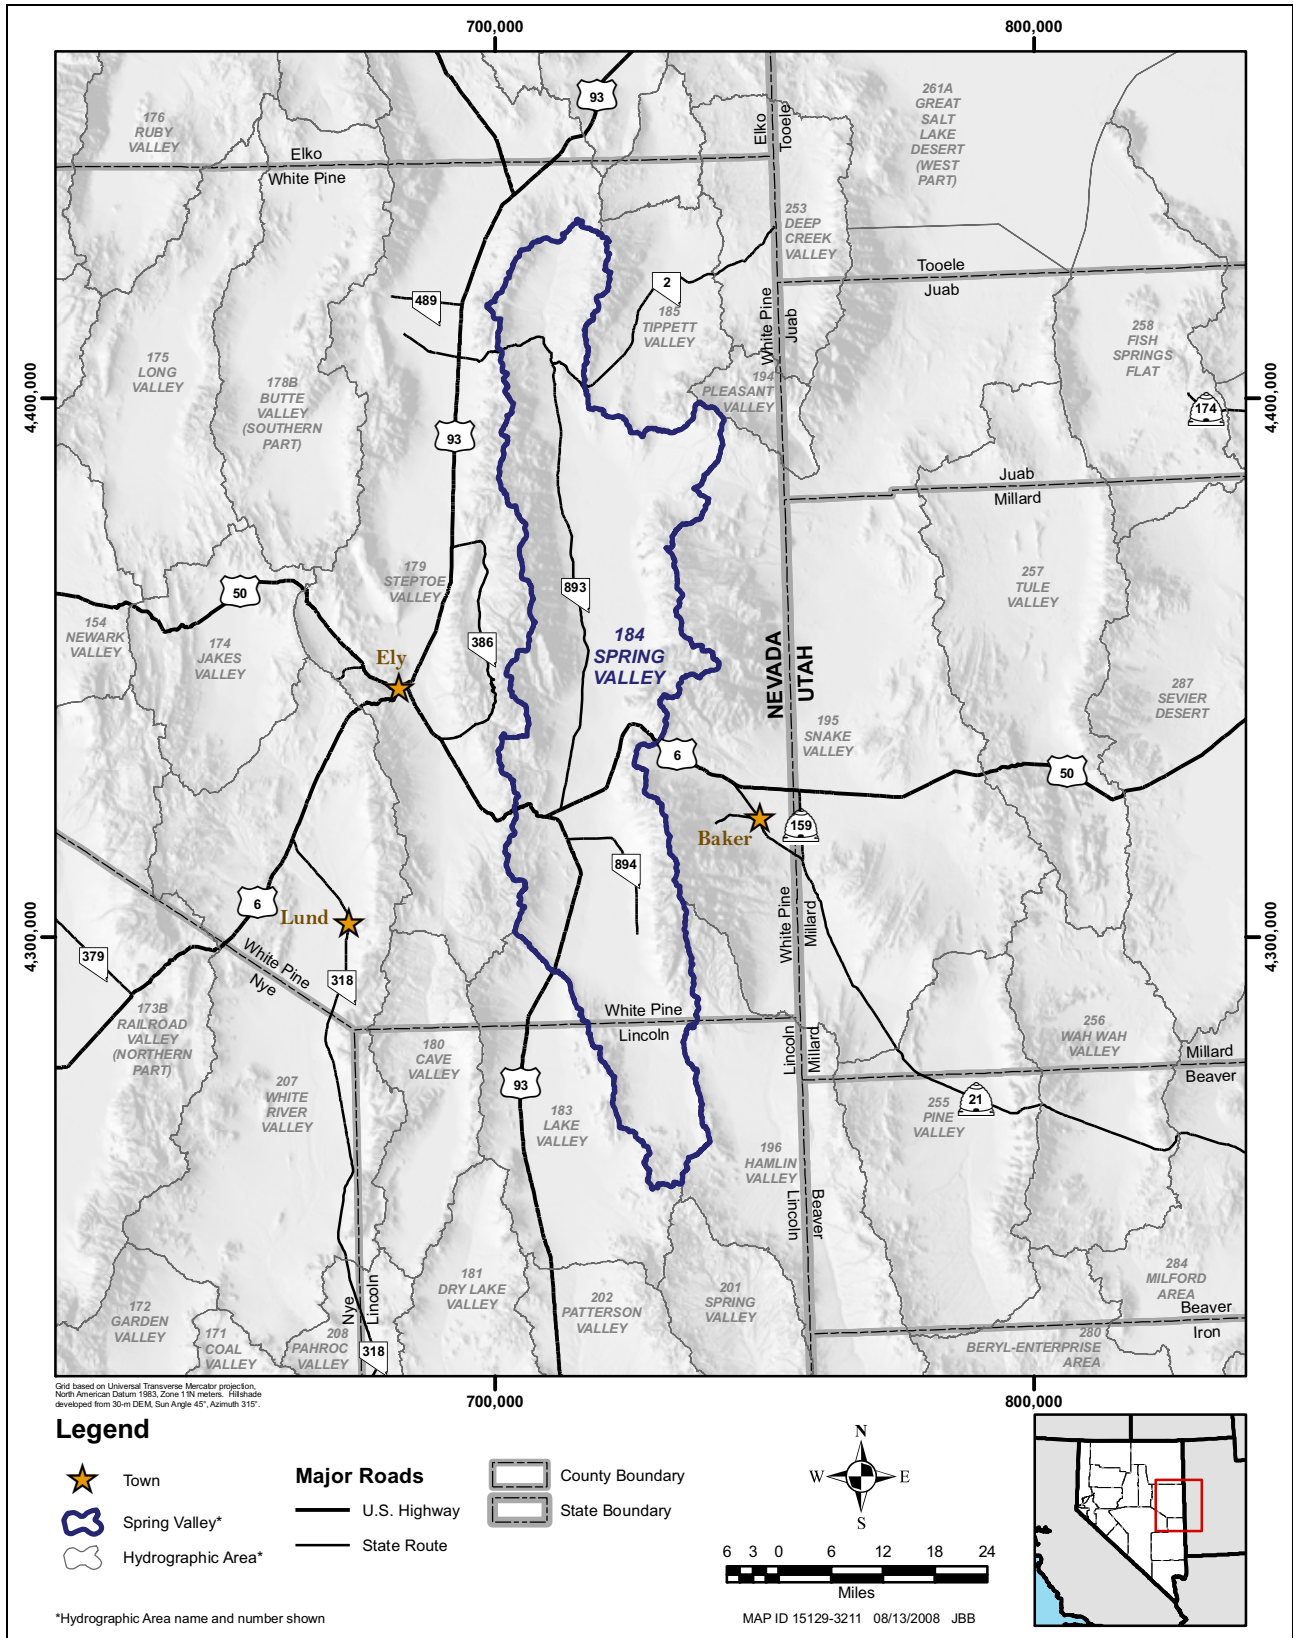 700,000
800,000
93
261A
GREAT
SALT
LAKE
DESERT
(WEST
PART)
176
RUBY
VALLEY
Elko
Tooele
Elko
White Pine
253
DEEP
CREEK
VALLEY
Tooele
Juab
2
489
185
TIPPETT
VALLEY
White Pine
Juab
258
FISH
SPRINGS
FLAT
175
LONG
VALLEY
178B
BUTTE
VALLEY
(SOUTHERN
PART)
194
PLEASANT
VALLEY
4,400,000
4,400,000
174
93
Juab
Millard
179
STEPTOE
VALLEY
50
893
257
TULE
VALLEY
154
NEWARK
VALLEY
174
JAKES
VALLEY
386
184
SPRING
VALLEY
Ely
NEVADA
UTAH
287
SEVIER
DESERT
195
SNAKE
VALLEY
6
50
Baker
159
894
6
Lund
White Pine
Millard
4,300,000
4,300,000
379
White Pine
Nye
318
173B
RAILROAD
VALLEY
(NORTHERN
PART)
White Pine
Lincoln
Lincoln
Millard
256
WAH WAH
VALLEY
Millard
Beaver
180
CAVE
VALLEY
207
WHITE
RIVER
VALLEY
93
183
LAKE
VALLEY
21
255
PINE
VALLEY
196
HAMLIN
VALLEY
Lincoln
Beaver
181
DRY LAKE
VALLEY
202
PATTERSON
VALLEY
201
SPRING
VALLEY
284
MILFORD
AREA
Beaver
Iron
280
BERYL-ENTERPRISE
AREA
172
GARDEN
VALLEY
171
COAL
VALLEY
Nye
Lincoln
208
PAHROC
VALLEY
318
700,000
800,000
Grid based on Universal Transverse Mercator projection,
North American Datum 1983, Zone 11N meters. Hillshade
developed from 30-m DEM, Sun Angle 45°, Azimuth 315°.
Legend
Town
Spring Valley*
Hydrographic Area*
Major Roads
U.S. Highway
State Route
County Boundary
State Boundary
N
W
E
S
6 3 0 6 12 18 24
Miles
*Hydrographic Area name and number shown
MAP ID 15129-3211 08/13/2008 JBB